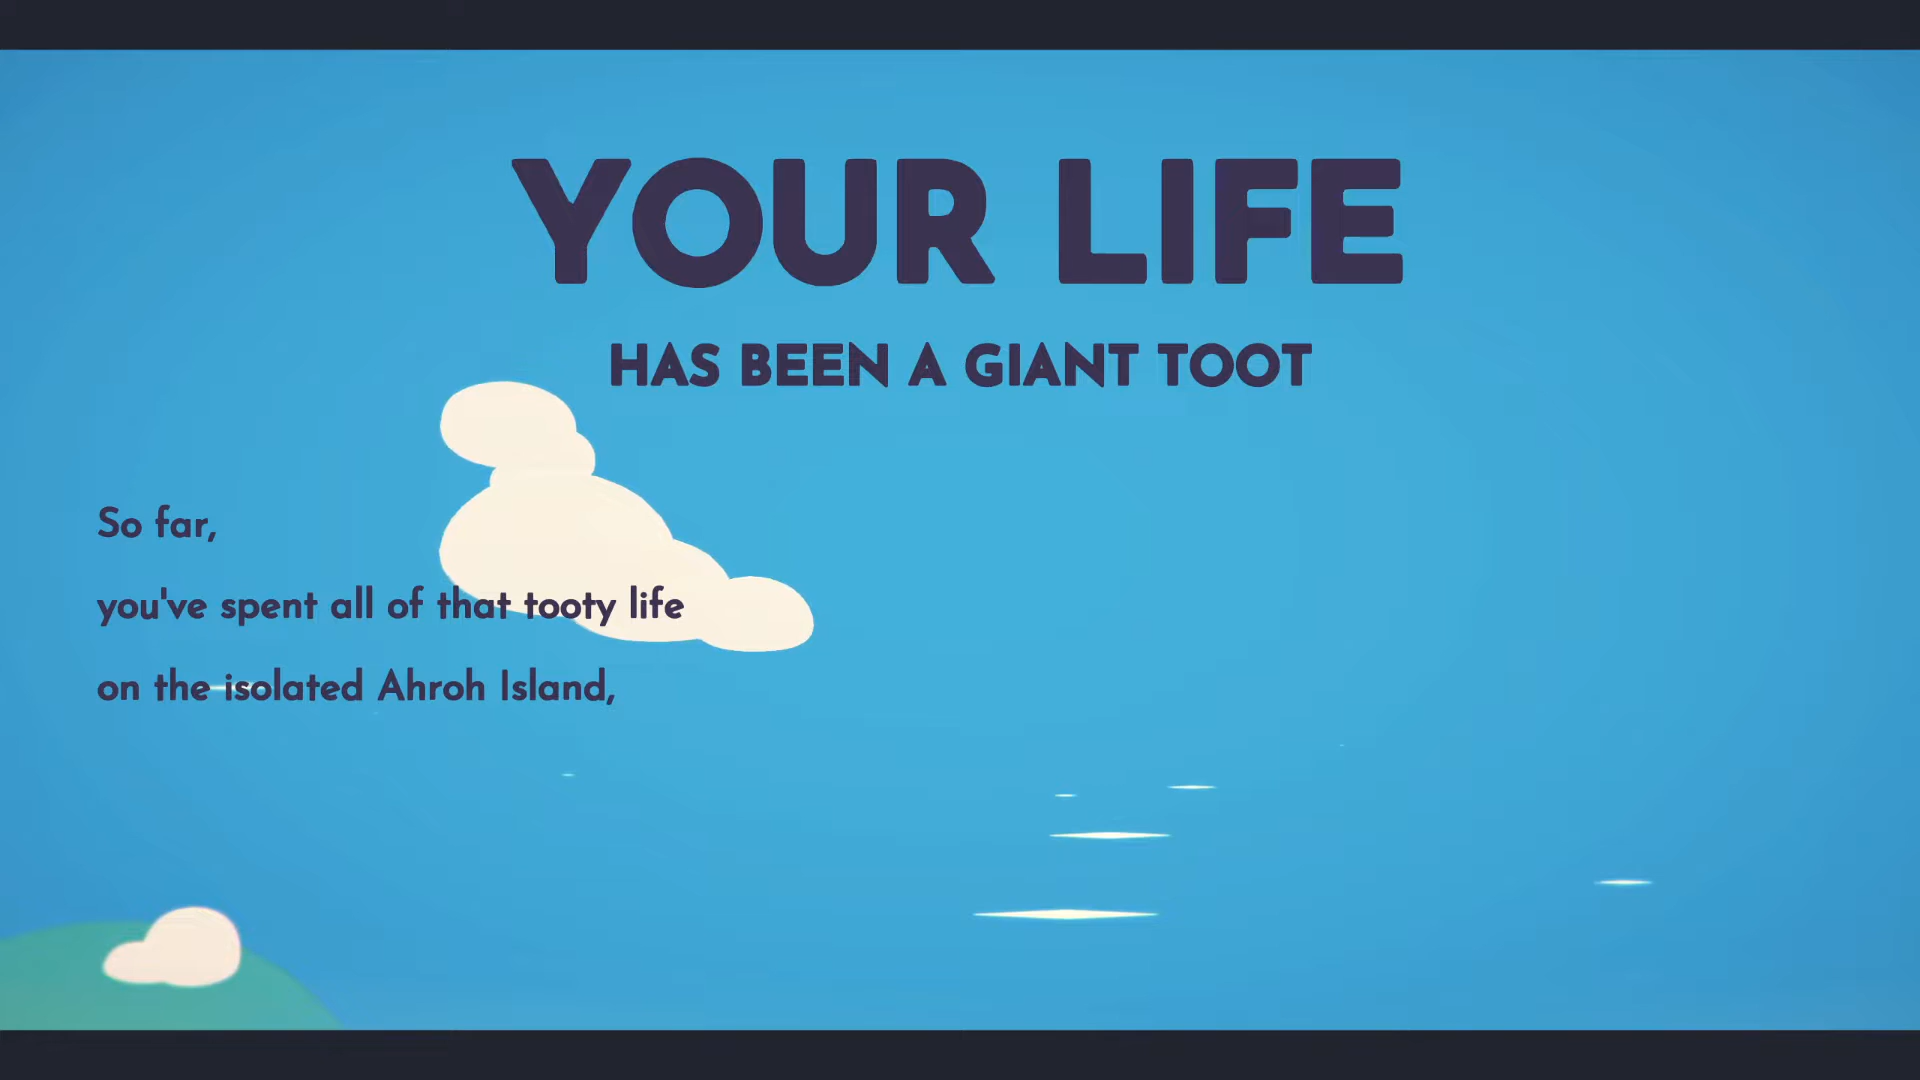 YOUR LIFE
HAS BEEN A GIANT TOOT
So far,
you've spent all of that tooty life
on the isolated Ahroh Island,